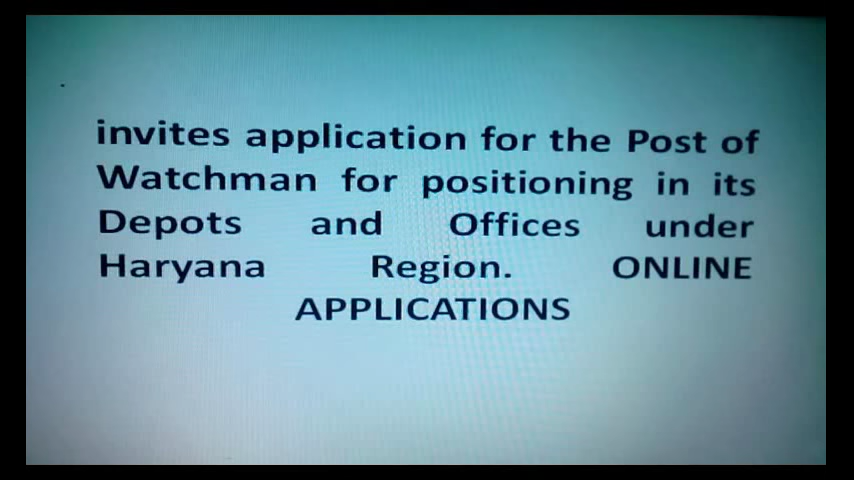 invites application for the Post of
Watchman for positioning in its
Depots and Offices under
Haryana Region. ONLINE
APPLICATIONS